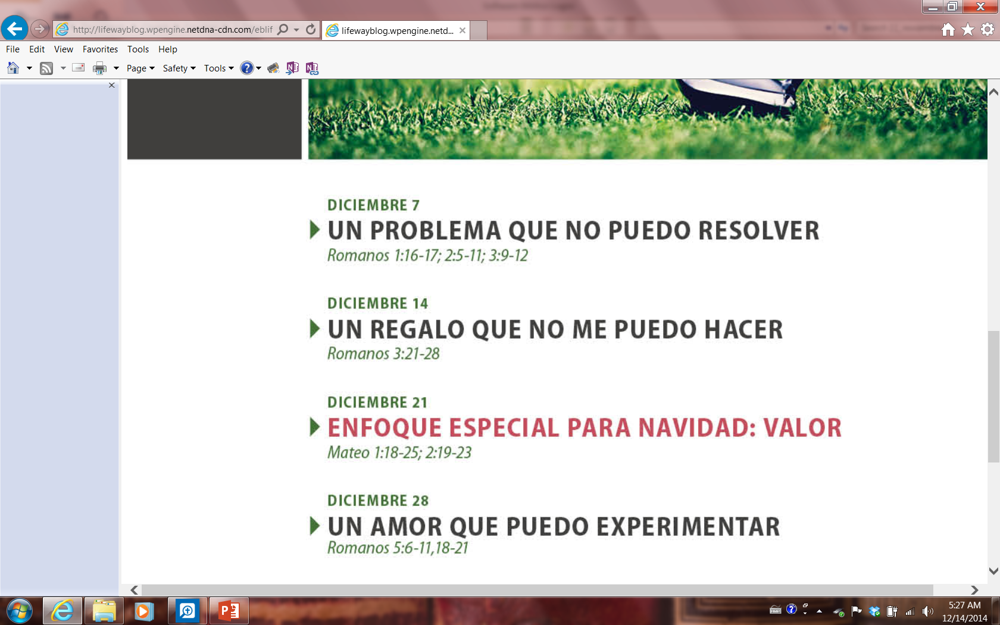 http://lifewayblog.wpengine.netdna-cdn.com/eblif
lifewayblog.wpengine.netd...
File Edit View Favorites Tools Help
Page Safety Tools
DICIEMBRE 7
UN PROBLEMA QUE NO PUEDO RESOLVER
Romanos 1:16-17; 2:5-11; 3:9-12
DICIEMBRE 14
UN REGALO QUE NO ME PUEDO HACER
Romanos 3:21-28
DICIEMBRE 21
ENFOQUE ESPECIAL PARA NAVIDAD: VALOR
Mateo 1:18-25; 2:19-23
DICIEMBRE 28
UN AMOR QUE PUEDO EXPERIMENTAR
Romanos 5:6-11,18-21
5:27 AM
12/14/2014